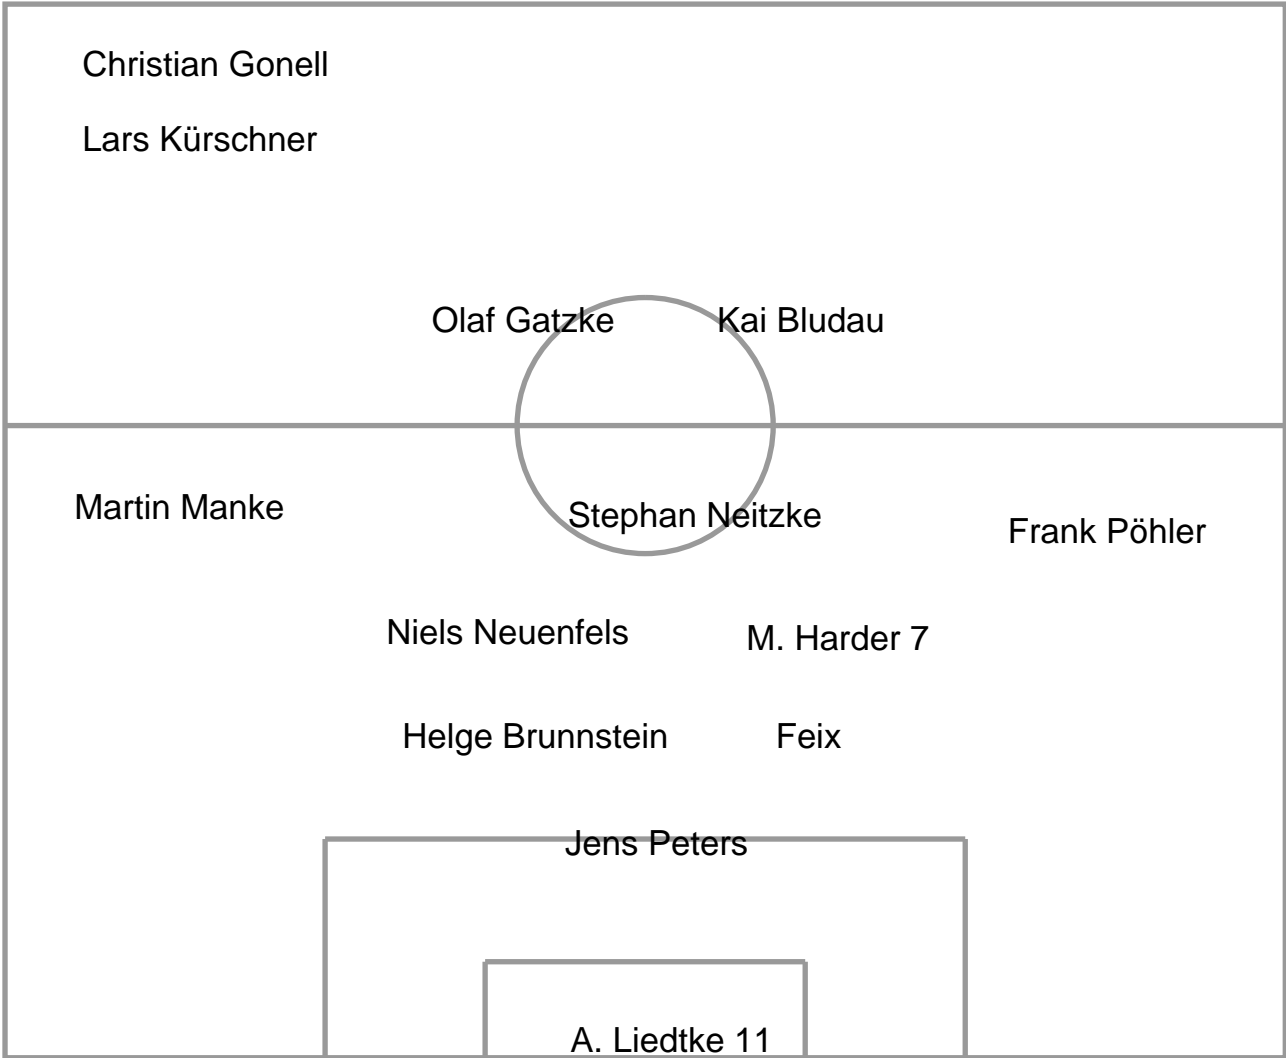 Christian Gonell
Lars Kürschner
Olaf Gatzke
Kai Bludau
Martin Manke
Stephan Neitzke
Frank Pöhler
Niels Neuenfels
M. Harder 7
Helge Brunnstein
Feix
Jens Peters
A. Liedtke 11